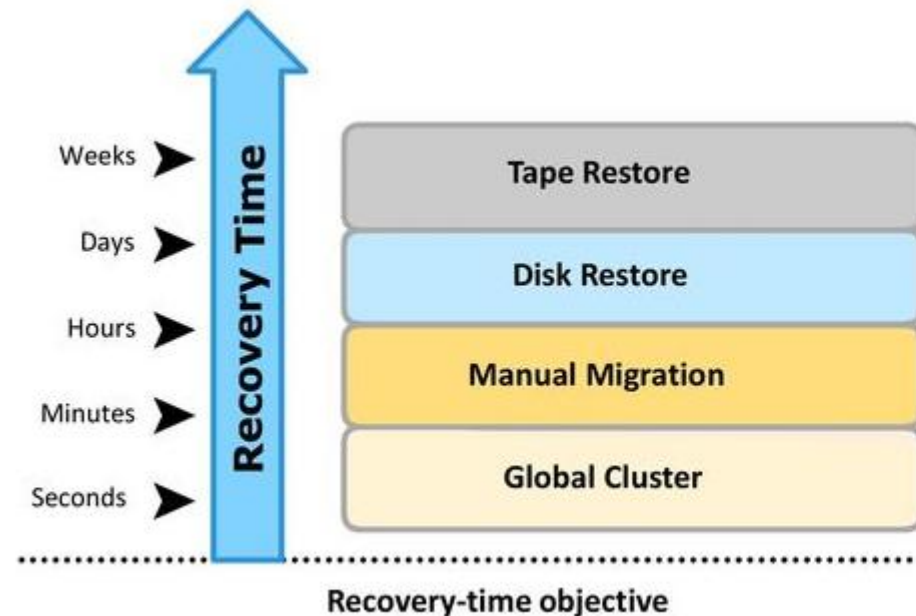 Weeks
Days
Hours
Minutes
Seconds
Recovery Time
Tape Restore
Disk Restore
Manual Migration
Global Cluster
Recovery-time objective